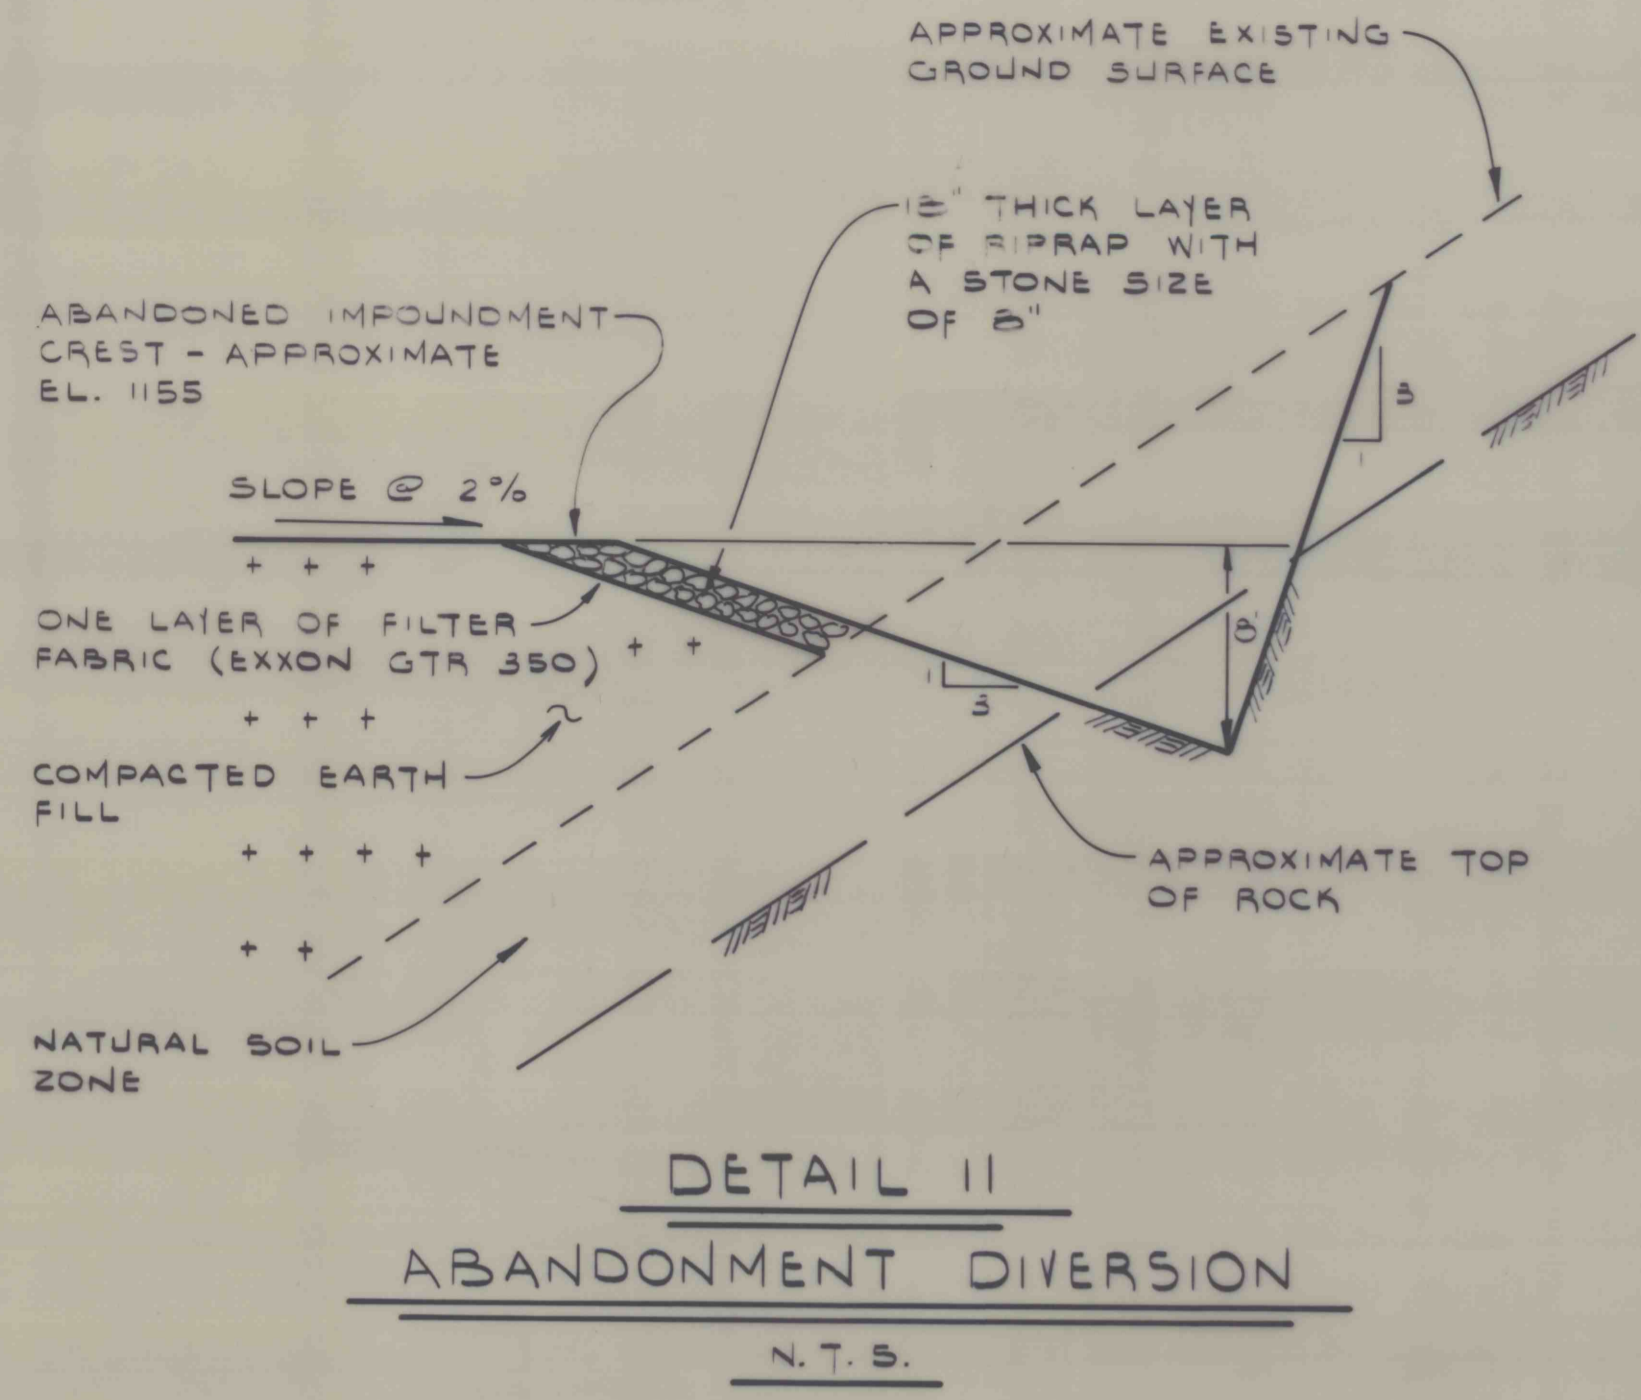 APPROXIMATE EXISTING
GROUND SURFACE
THICK LAYER
OF RIPRAP WITH
A STONE SIZE
OF
ABANDONED IMPOUNDMENT
CREST - APPROXIMATE
EL. 1155
3
1
SLOPE @ 2%
ONE LAYER OF FILTER
FABRIC (EXXON GTR 350)
8'
1
3
COMPACTED EARTH
FILL
APPROXIMATE TOP
OF ROCK
NATURAL SOIL
ZONE
DETAIL 11
ABANDONMENT DIVERSION
N.T.S.